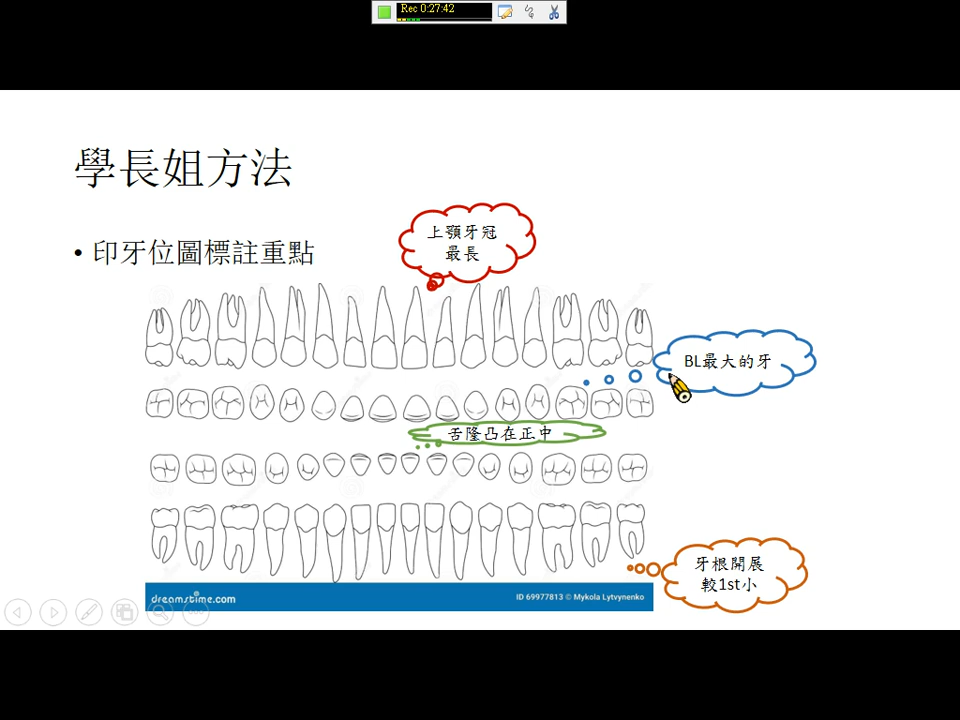 Rec 0:27:42
學長姐方法
• 印牙位圖標註重點
上顎牙冠
最長
BL最大的牙
舌隆凸在正中
牙根開展
較1st小
dreamstime.com
ID 69977813 © Mykola Lytvynenko